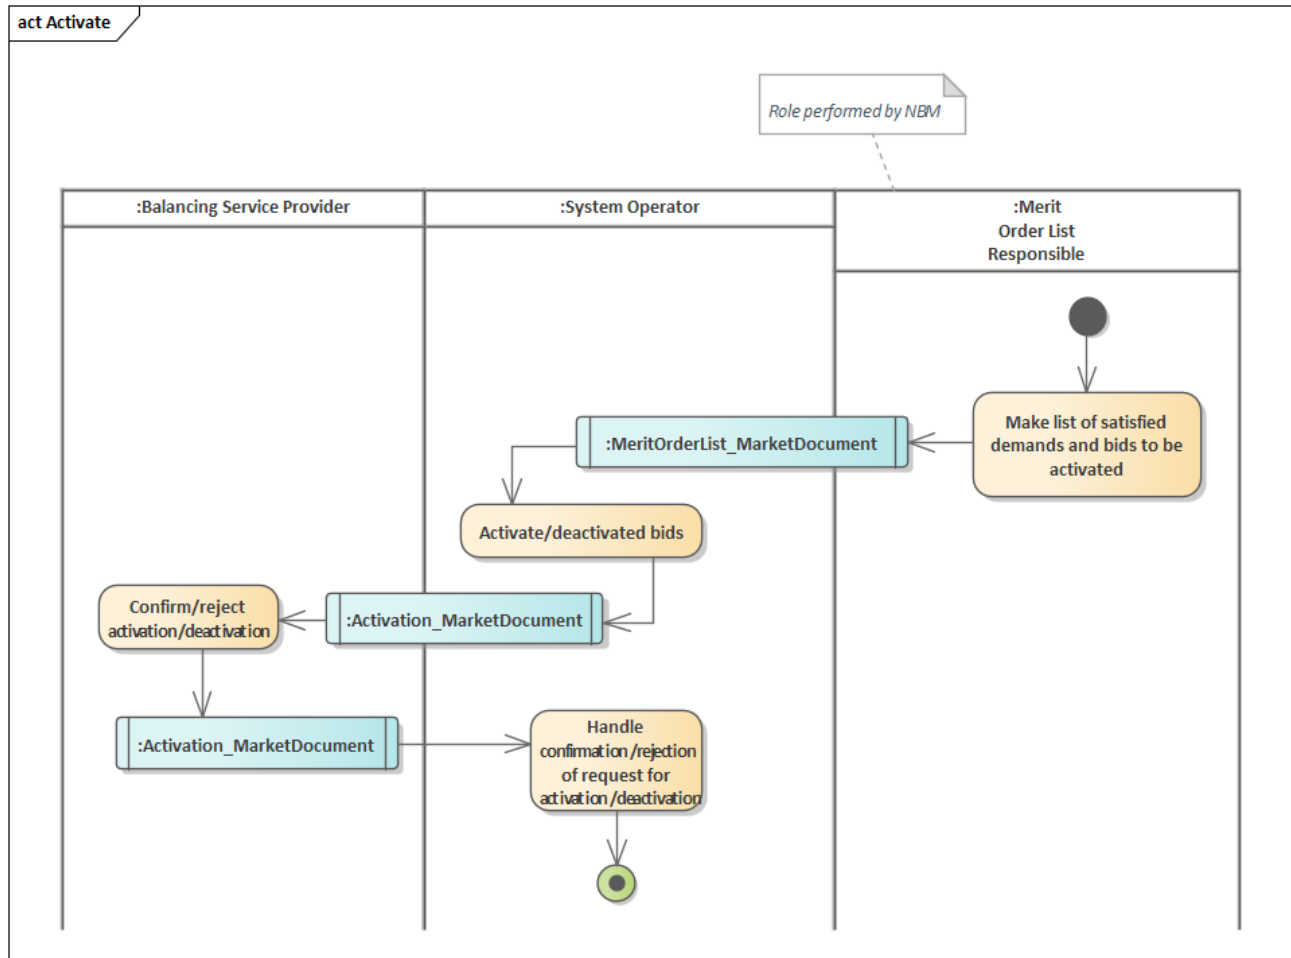 act Activate
Role performed by NBM
:Balancing Service Provider
:System Operator
:Merit
Order List
Responsible
Make list of satisfied
demands and bids to be
activated
:MeritOrderList_MarketDocument
Activate/deactivated bids
Confirm/reject
activation/deactivation
:Activation_MarketDocument
:Activation_MarketDocument
Handle
confirmation/rejection
of request for
activation/deactivation